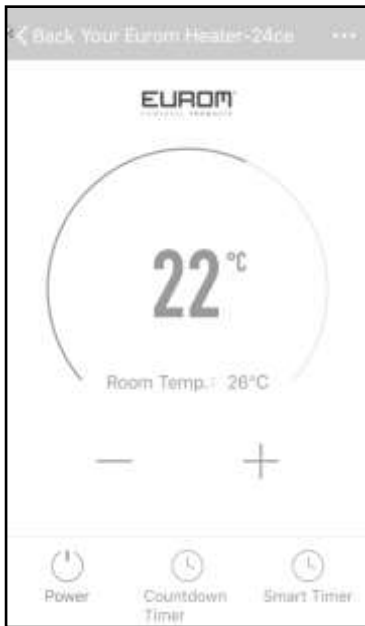 Back Your Eurom Heater-24ce ...
EUROM
22 °C
Room Temp.: 26°C
— +
Power
Countdown
Timer
Smart Timer